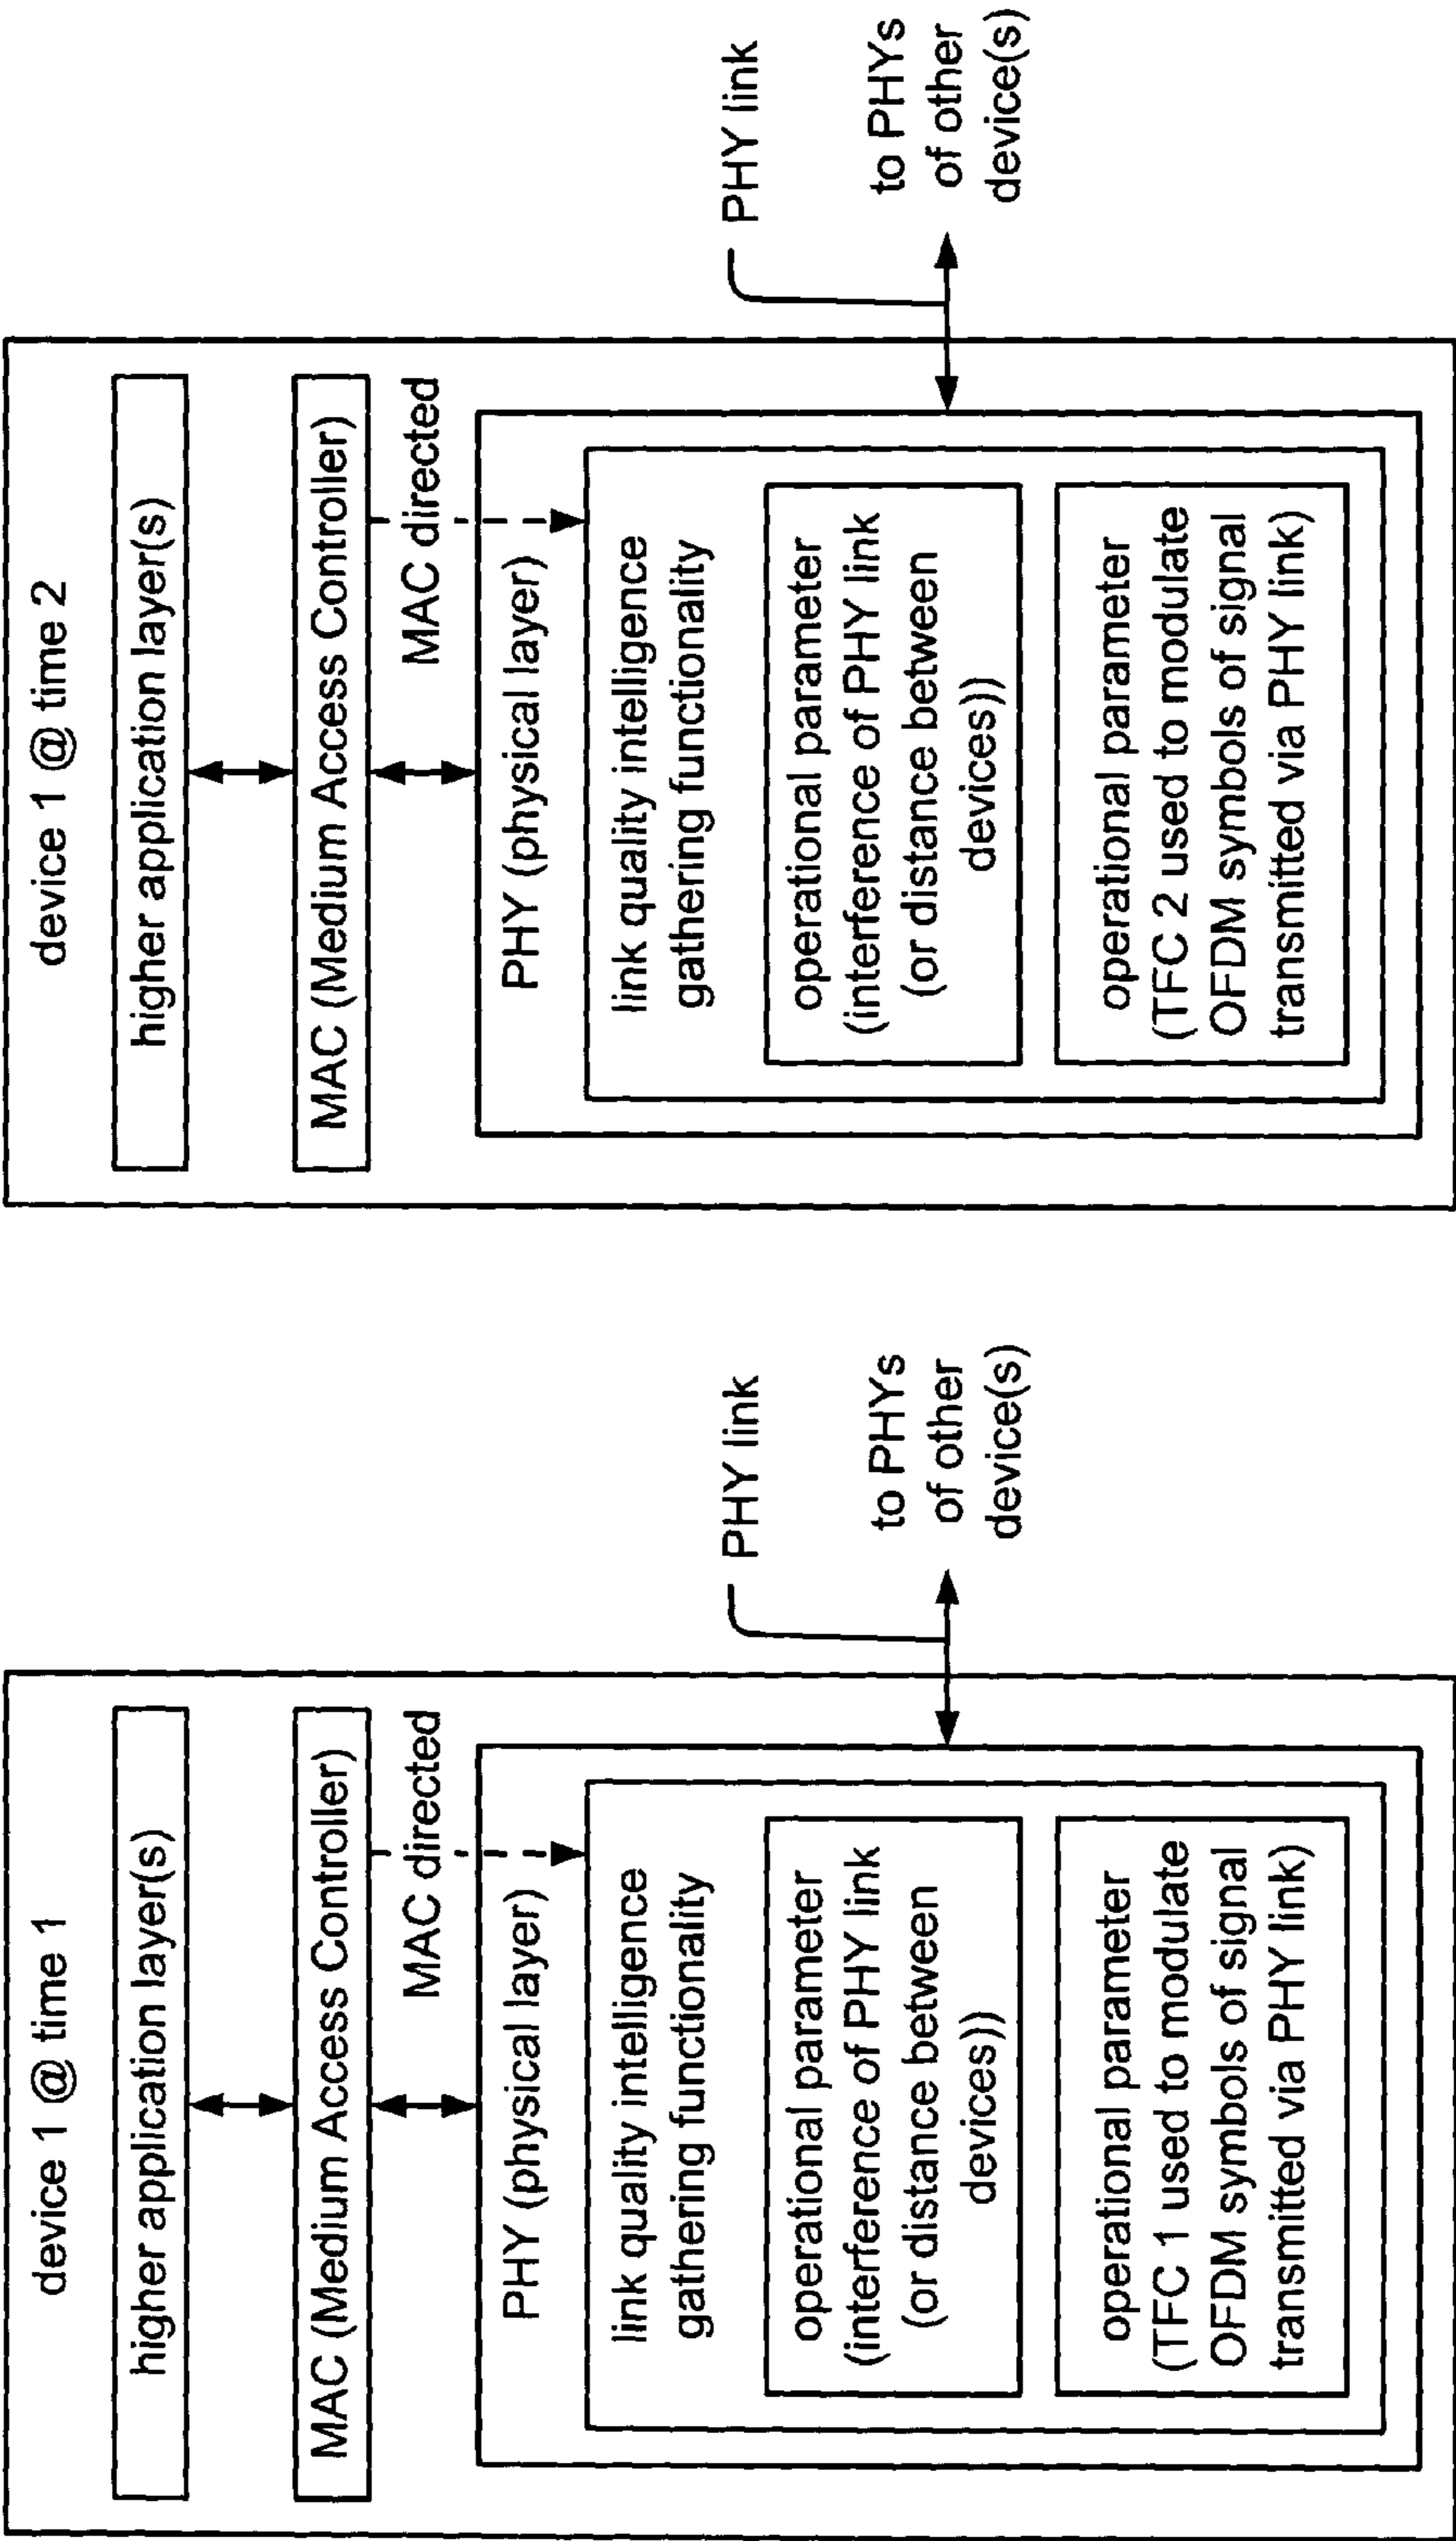 device 1 @ time 1
higher application layer(s)
MAC (Medium Access Controller)
MAC directed
PHY (physical layer)
link quality intelligence
gathering functionality
operational parameter
(interference of PHY link
(or distance between
devices))
operational parameter
(TFC 1 used to modulate
OFDM symbols of signal
transmitted via PHY link)
PHY link
to PHYs
of other
device(s)
device 1 @ time 2
higher application layer(s)
MAC (Medium Access Controller)
MAC directed
PHY (physical layer)
link quality intelligence
gathering functionality
operational parameter
(interference of PHY link
(or distance between
devices))
operational parameter
(TFC 2 used to modulate
OFDM symbols of signal
transmitted via PHY link)
PHY link
to PHYs
of other
device(s)